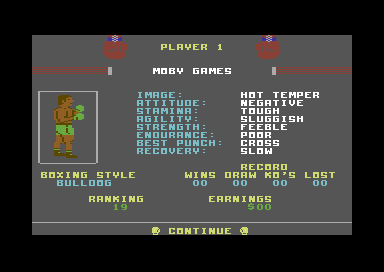 PLAYER 1
MOBY GAMES
IMAGE: HOT TEMPER
ATTITUDE: NEGATIVE
STAMINA: TOUGH
AGILITY: SLUGGISH
STRENGTH: FEEBLE
ENDURANCE: POOR
BEST PUNCH: CROSS
RECOVERY: SLOW
RECORD
BOXING STYLE WINS DRAW KO'S LOST
BULLDOG 00 00 00 00
RANKING EARNINGS
19 $00
CONTINUE